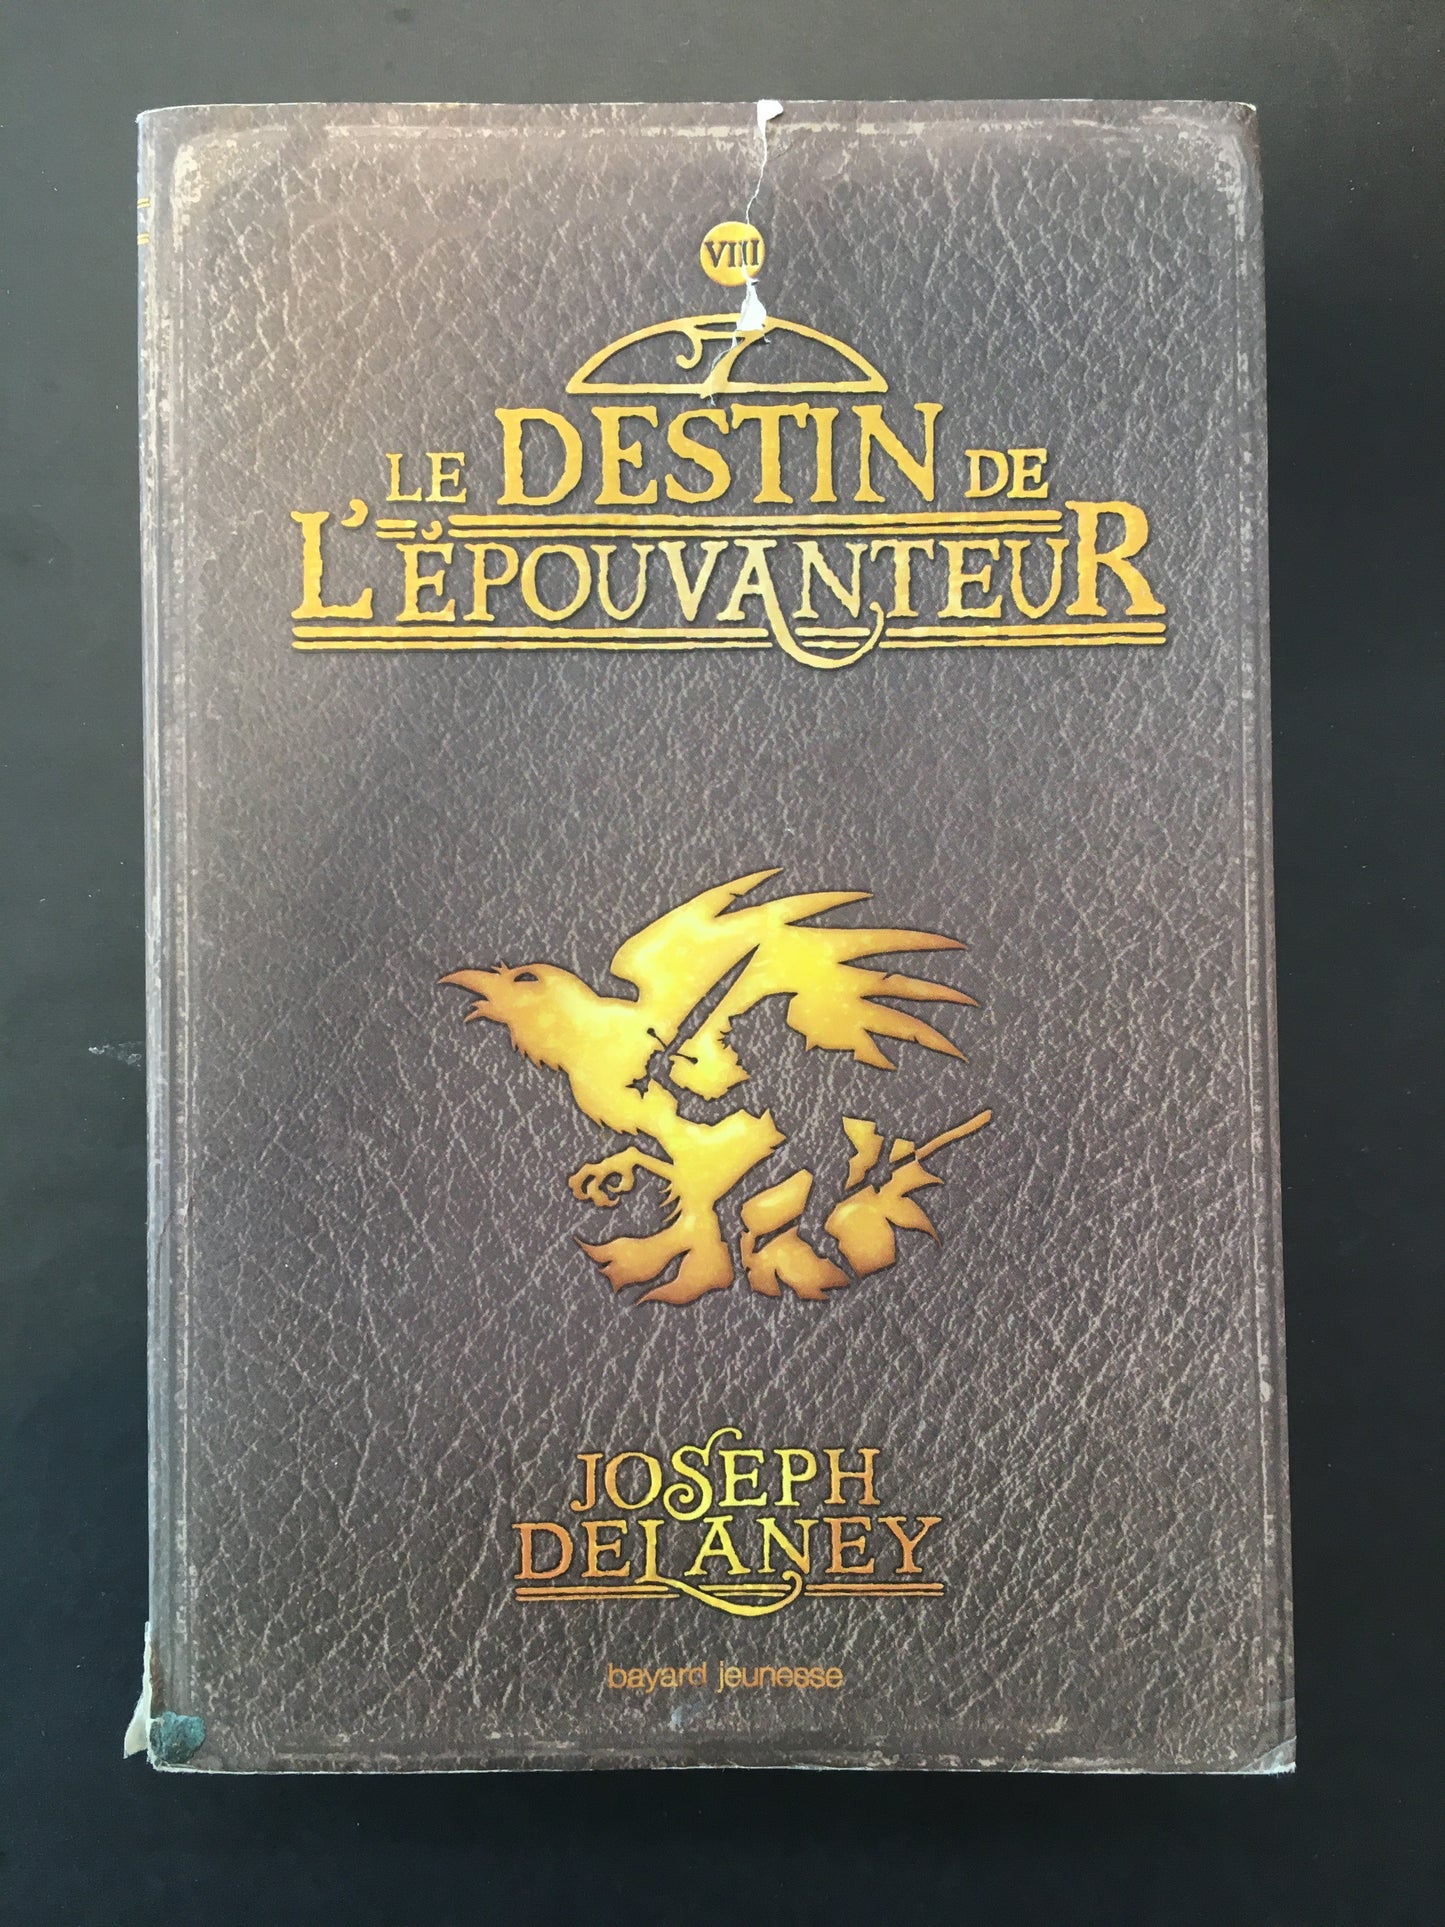 VIII
LE DESTIN DE
L'ÉPOUVANTEUR
JOSEPH
DELANEY
bayard jeunesse